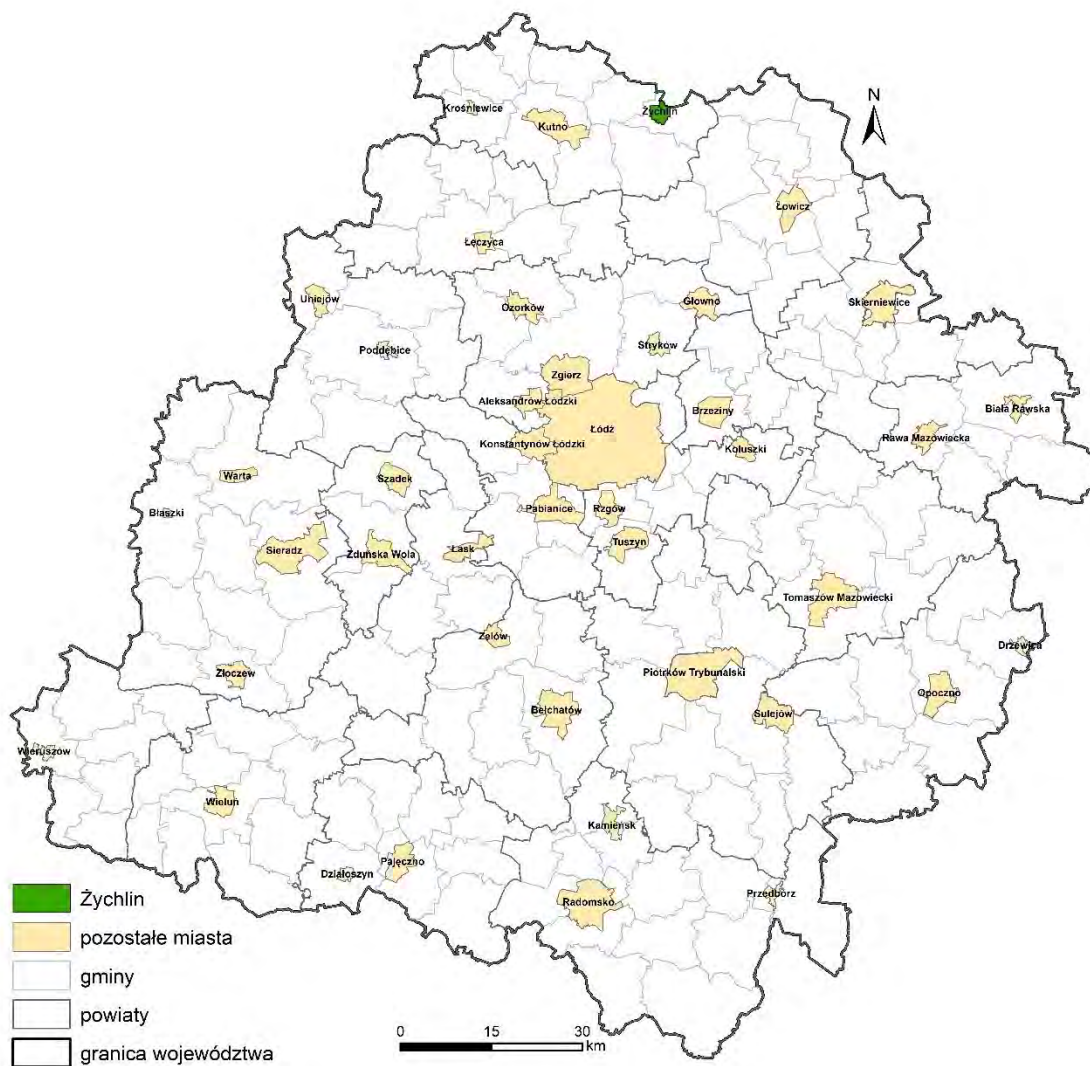 Krośniewice
Kutno
Żychlin
N
Łowicz
Łęczyca
Uniejów
Ozorków
Głowno
Skierniewice
Stryków
Poddębice
Zgierz
Aleksandrów Łódzki
Brzeziny
Biała Rawska
Łódź
Konstantynów Łódzki
Rawa Mazowiecka
Koluszki
Warta
Szadek
Błaszki
Pabianice
Rzgów
Sieradz
Zduńska Wola
Łask
Tuszyn
Tomaszów Mazowiecki
Zelów
Drzewica
Złoczew
Piotrków Trybunalski
Opoczno
Bełchatów
Sulejów
Wieruszów
Wieluń
Kamieńsk
Działoszyn
Pajęczno
Radomsko
Przedbórz
Żychlin
pozostałe miasta
gminy
powiaty
granica województwa
0 15 30
km